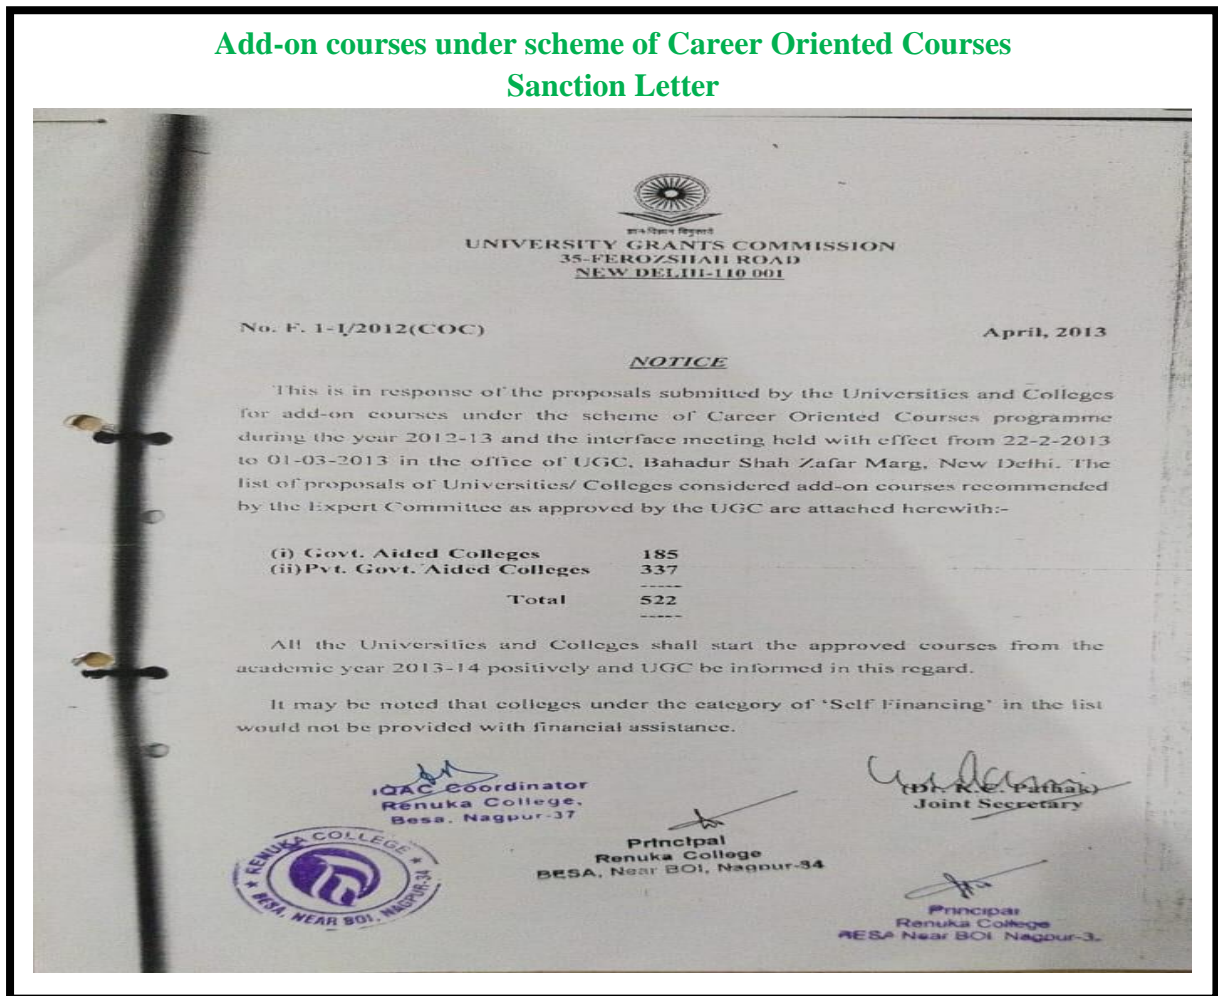 Add-on courses under scheme of Career Oriented Courses
Sanction Letter
UNIVERSITY GRANTS COMMISSION
35-FEROZSHAH ROAD
NEW DELHI-110 001
No. F. 1-1/2012(COC)
April, 2013
NOTICE
This is in response of the proposals submitted by the Universities and Colleges
for add-on courses under the scheme of Career Oriented Courses programme
during the year 2012-13 and the interface meeting held with effect from 22-2-2013
to 01-03-2013 in the office of UGC, Bahadur Shah Zafar Marg, New Delhi. The
list of proposals of Universities/ Colleges considered add-on courses recommended
by the Expert Committee as approved by the UGC are attached herewith:-
(i) Govt. Aided Colleges 185
(ii)Pvt. Govt. Aided Colleges 337
-----
Total 522
-----
All the Universities and Colleges shall start the approved courses from the
academic year 2013-14 positively and UGC be informed in this regard.
It may be noted that colleges under the category of ‘Self Financing’ in the list
would not be provided with financial assistance.
(Dr. K.C. Pathak)
Joint Secretary
IQAC Coordinator
Renuka College,
Besa, Nagpur-37
Principal
Renuka College
BESA, Near BOI, Nagpur-34
★ RENUKA COLLEGE ★
BESA, NEAR BOI, NAGPUR-34
Principal
Renuka College
BESA Near BOI Nagpur-3